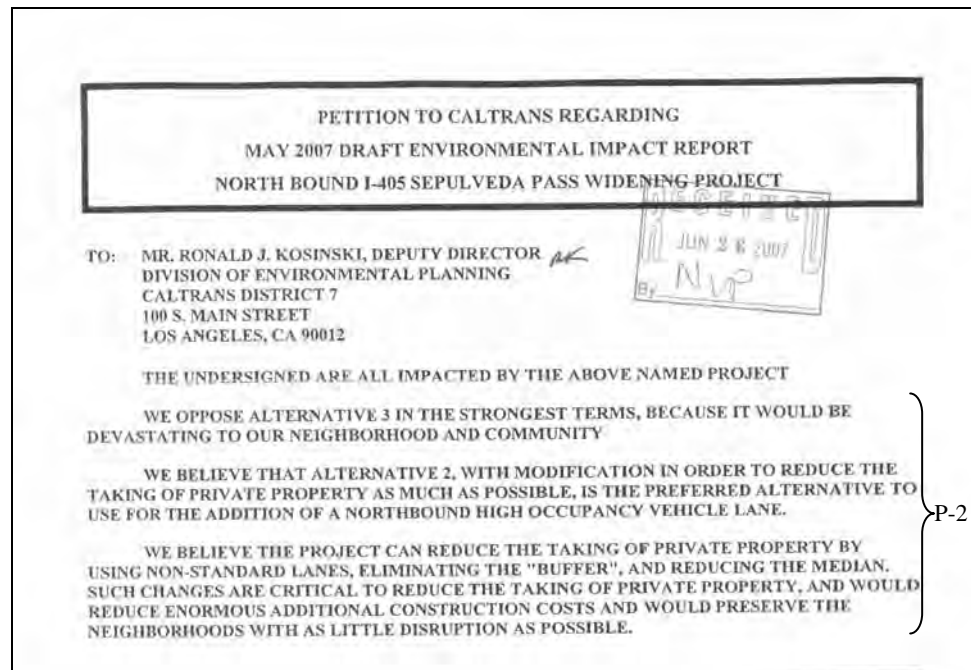 PETITION TO CALTRANS REGARDING
MAY 2007 DRAFT ENVIRONMENTAL IMPACT REPORT
NORTH BOUND I-405 SEPULVEDA PASS WIDENING PROJECT
RECEIVED
JUN 26 2007
By
TO: MR. RONALD J. KOSINSKI, DEPUTY DIRECTOR
DIVISION OF ENVIRONMENTAL PLANNING
CALTRANS DISTRICT 7
100 S. MAIN STREET
LOS ANGELES, CA 90012
THE UNDERSIGNED ARE ALL IMPACTED BY THE ABOVE NAMED PROJECT
WE OPPOSE ALTERNATIVE 3 IN THE STRONGEST TERMS, BECAUSE IT WOULD BE
DEVASTATING TO OUR NEIGHBORHOOD AND COMMUNITY
WE BELIEVE THAT ALTERNATIVE 2, WITH MODIFICATION IN ORDER TO REDUCE THE
TAKING OF PRIVATE PROPERTY AS MUCH AS POSSIBLE, IS THE PREFERRED ALTERNATIVE TO
USE FOR THE ADDITION OF A NORTHBOUND HIGH OCCUPANCY VEHICLE LANE.
P-2
WE BELIEVE THE PROJECT CAN REDUCE THE TAKING OF PRIVATE PROPERTY BY
USING NON-STANDARD LANES, ELIMINATING THE "BUFFER", AND REDUCING THE MEDIAN.
SUCH CHANGES ARE CRITICAL TO REDUCE THE TAKING OF PRIVATE PROPERTY, AND WOULD
REDUCE ENORMOUS ADDITIONAL CONSTRUCTION COSTS AND WOULD PRESERVE THE
NEIGHBORHOODS WITH AS LITTLE DISRUPTION AS POSSIBLE.